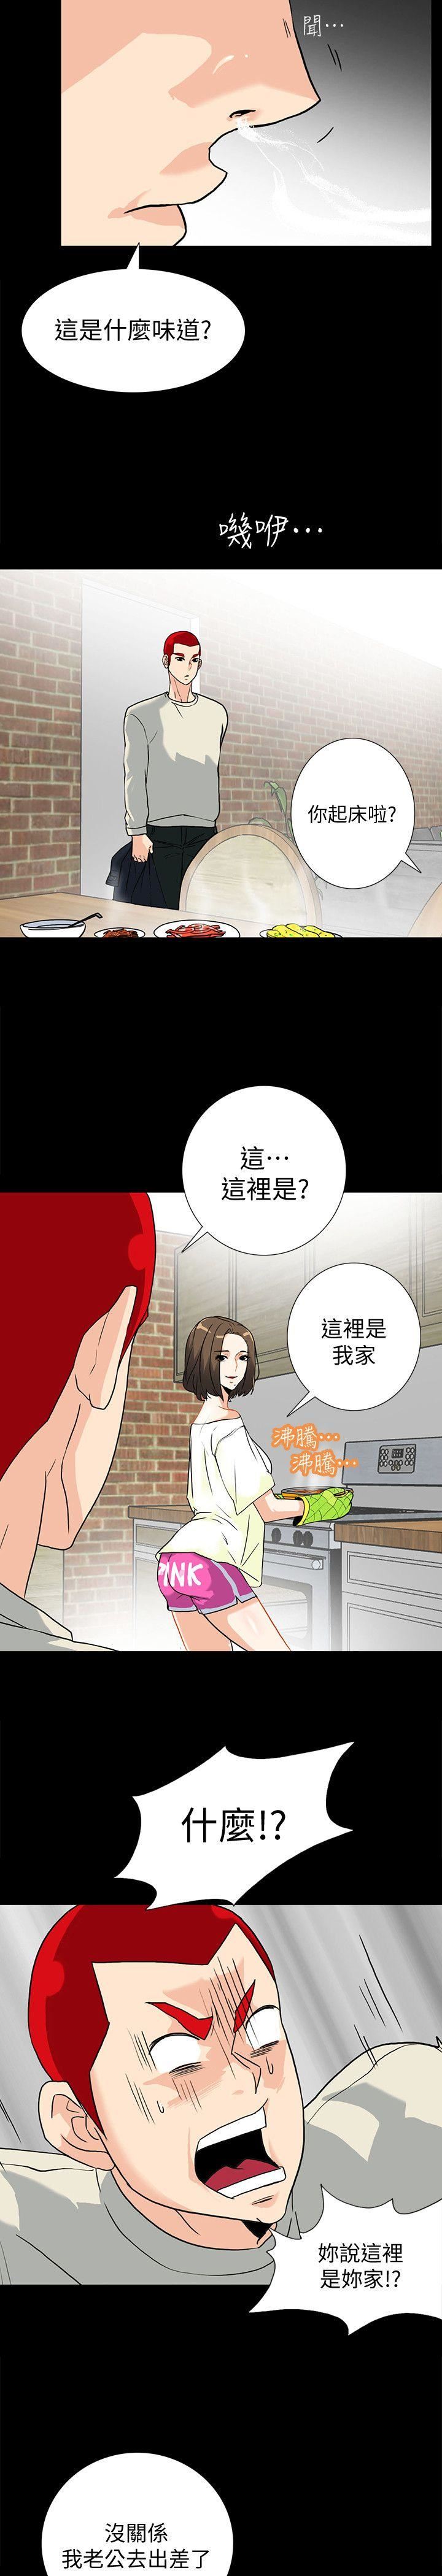 聞…
這是什麼味道?
嘰咿…
你起床啦?
這…
這裡是?
這裡是
我家
沸騰…
沸騰…
PINK
什麼!?
妳說這裡
是妳家!?
沒關係
我老公去出差了